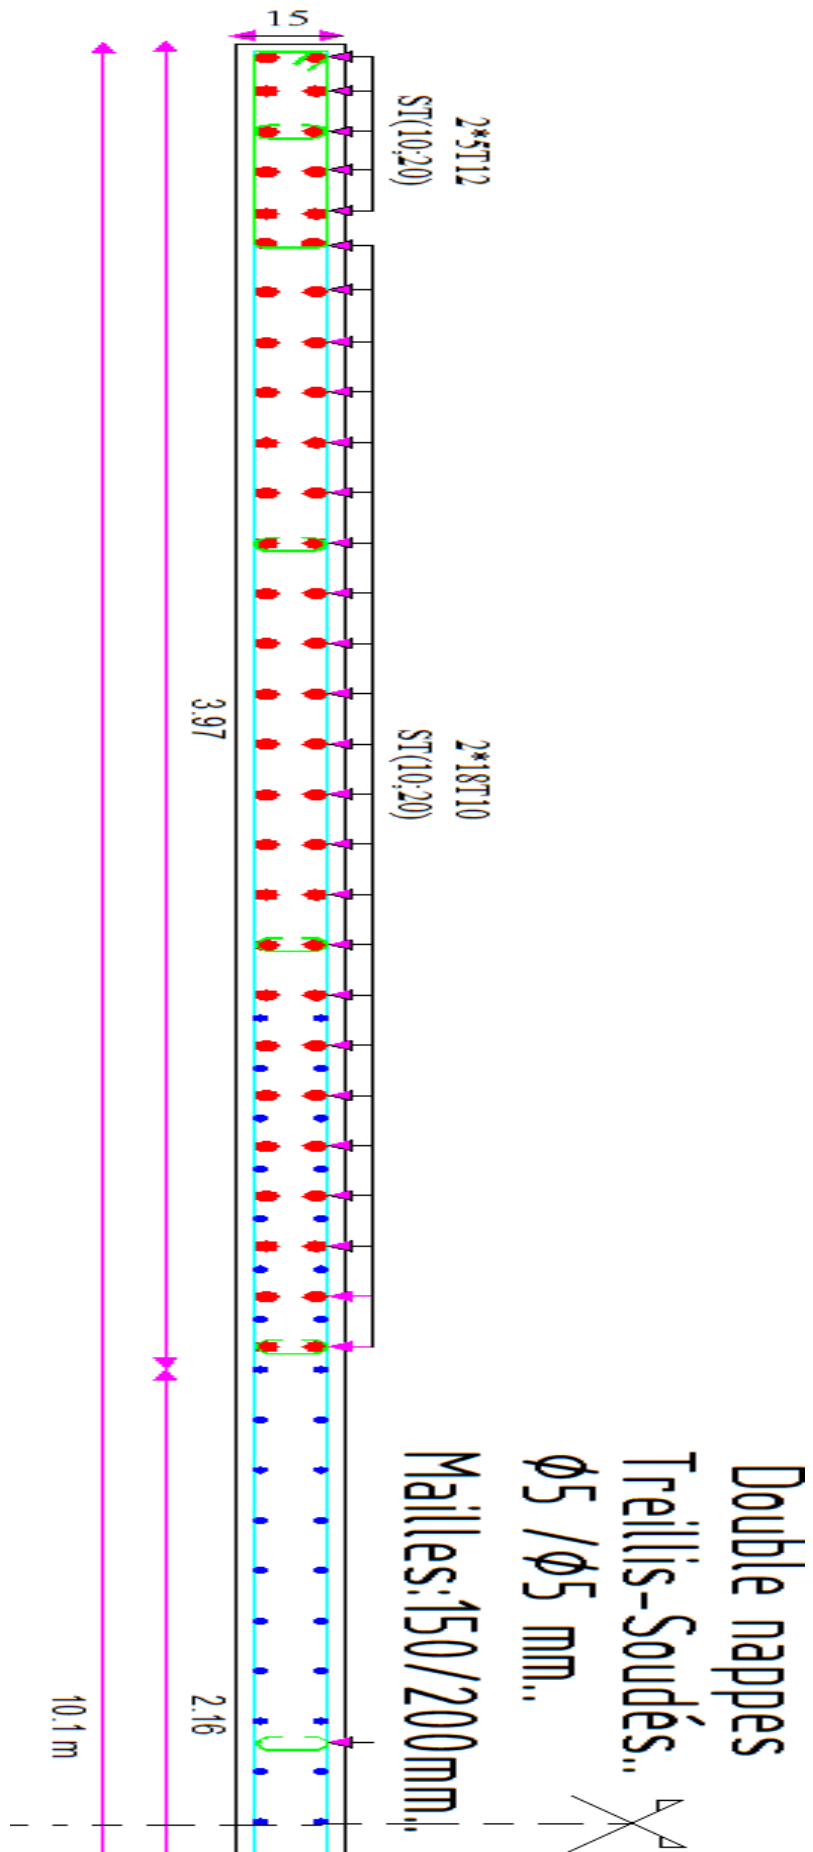 15
2*5T12
ST(10;20)
2*18T10
ST(10;20)
3.97
Double nappes
Treillis-Soudés..
ϕ5 /ϕ5 mm..
Mailles:150/200mm..
2.16
10.1 m